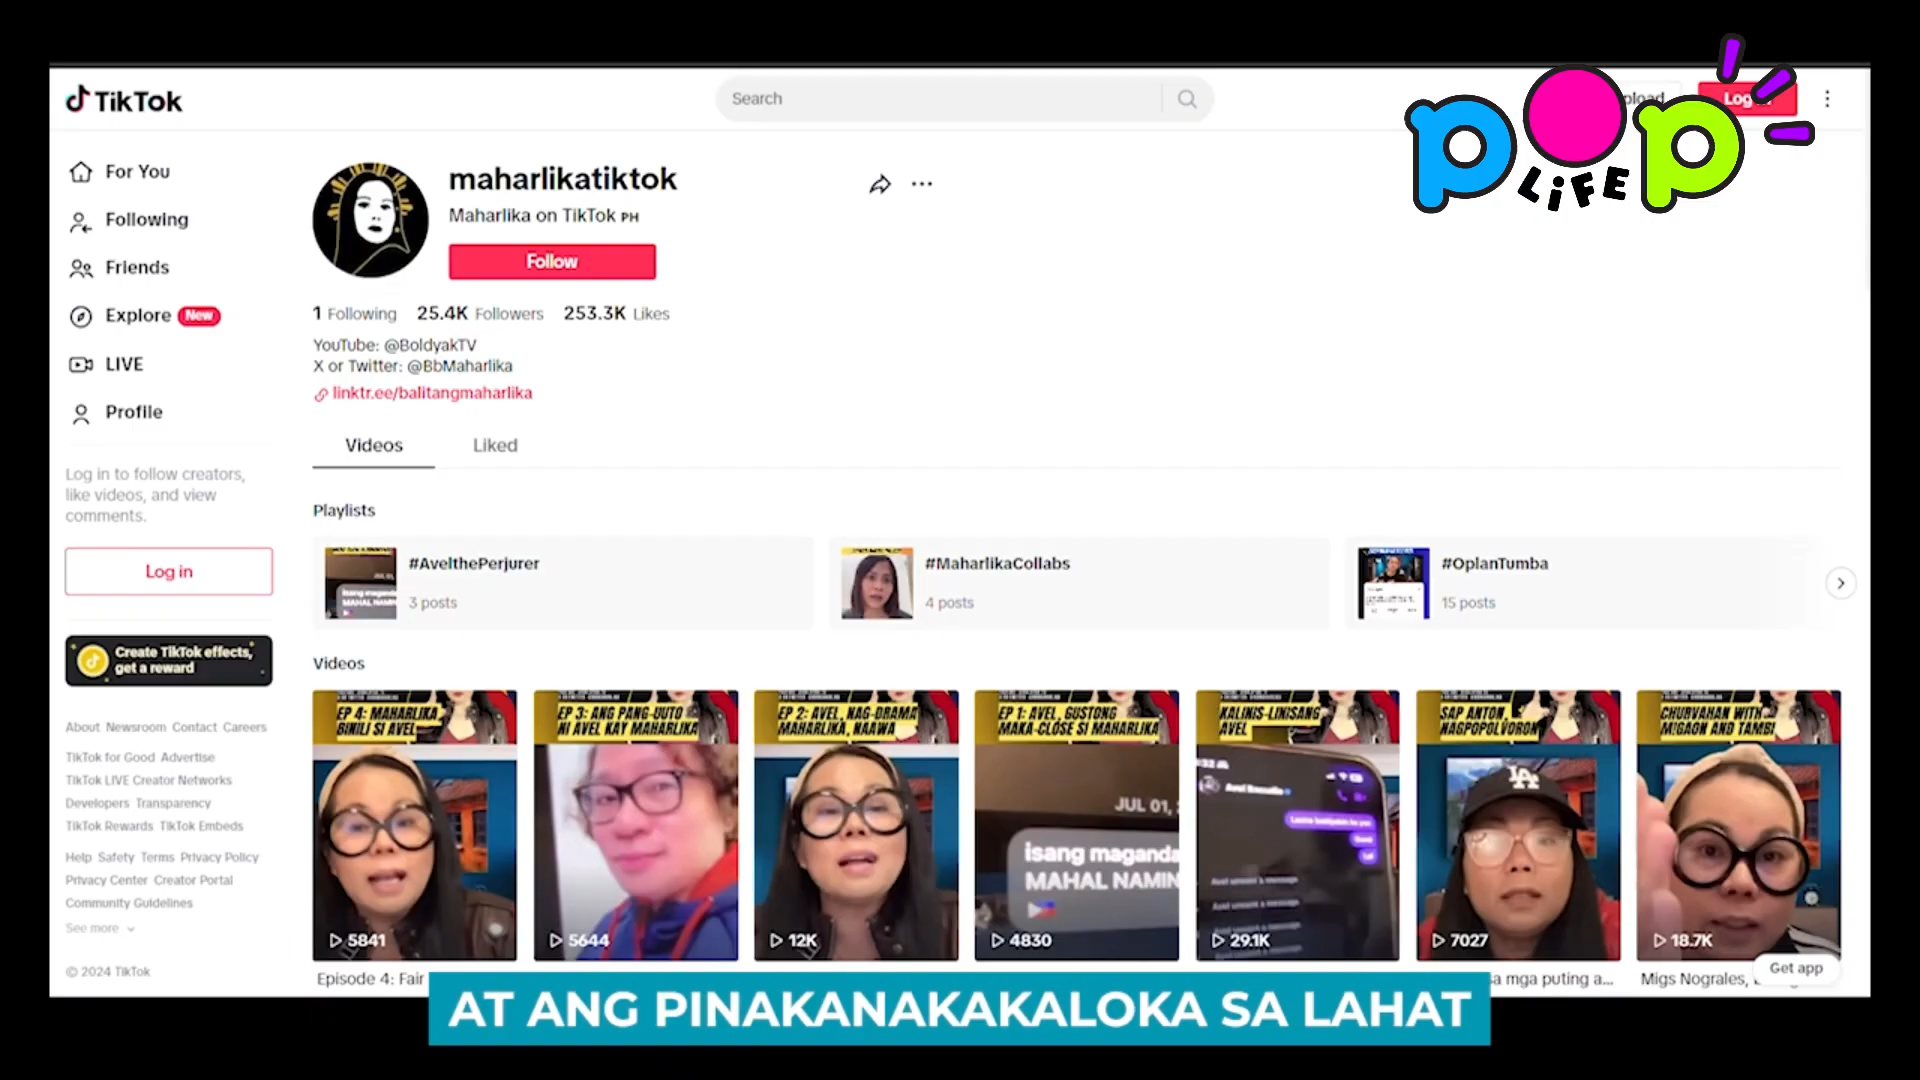 TikTok
Search
Log
pOp
LiFE
For You
Following
Friends
Explore New
LIVE
Profile
Log in to follow creators,
like videos, and view
comments.
Log in
Create TikTok effects,
get a reward
About Newsroom Contact Careers
TikTok for Good Advertise
TikTok LIVE Creator Networks
Developers Transparency
TikTok Rewards TikTok Embeds
Help Safety Terms Privacy Policy
Privacy Center Creator Portal
Community Guidelines
See more
© 2024 TikTok
maharlikatiktok
Maharlika on TikTok PH
Follow
1 Following 25.4K Followers 253.3K Likes
YouTube: @BoldyakTV
X or Twitter: @BbMaharlika
linktr.ee/balitangmaharlika
Videos Liked
Playlists
#AvelthePerjurer
3 posts
#MaharlikaCollabs
4 posts
#OplanTumba
15 posts
Videos
EP 4: MAHARLIKA
BINILI SI AVEL
5841
Episode 4: Fair
EP 3: ANG PANG-UUTO
NI AVEL KAY MAHARLIKA
5644
EP 2: AVEL, NAG-DRAMA
MAHARLIKA, NAAWA
12K
EP 1: AVEL, GUSTONG
MAKA-CLOSE SI MAHARLIKA
JUL 01,
isang maganda
MAHAL NAMIN
4830
KALINIS-LINISANG
AVEL
29.1K
SAP ANTON,
NAGPOPOLVORON
7027
sa mga puting a...
CHURVAHAN WITH
M!GAON AND TAMBI
18.7K
Migs Nograles,
Get app
AT ANG PINAKANAKAKALOKA SA LAHAT